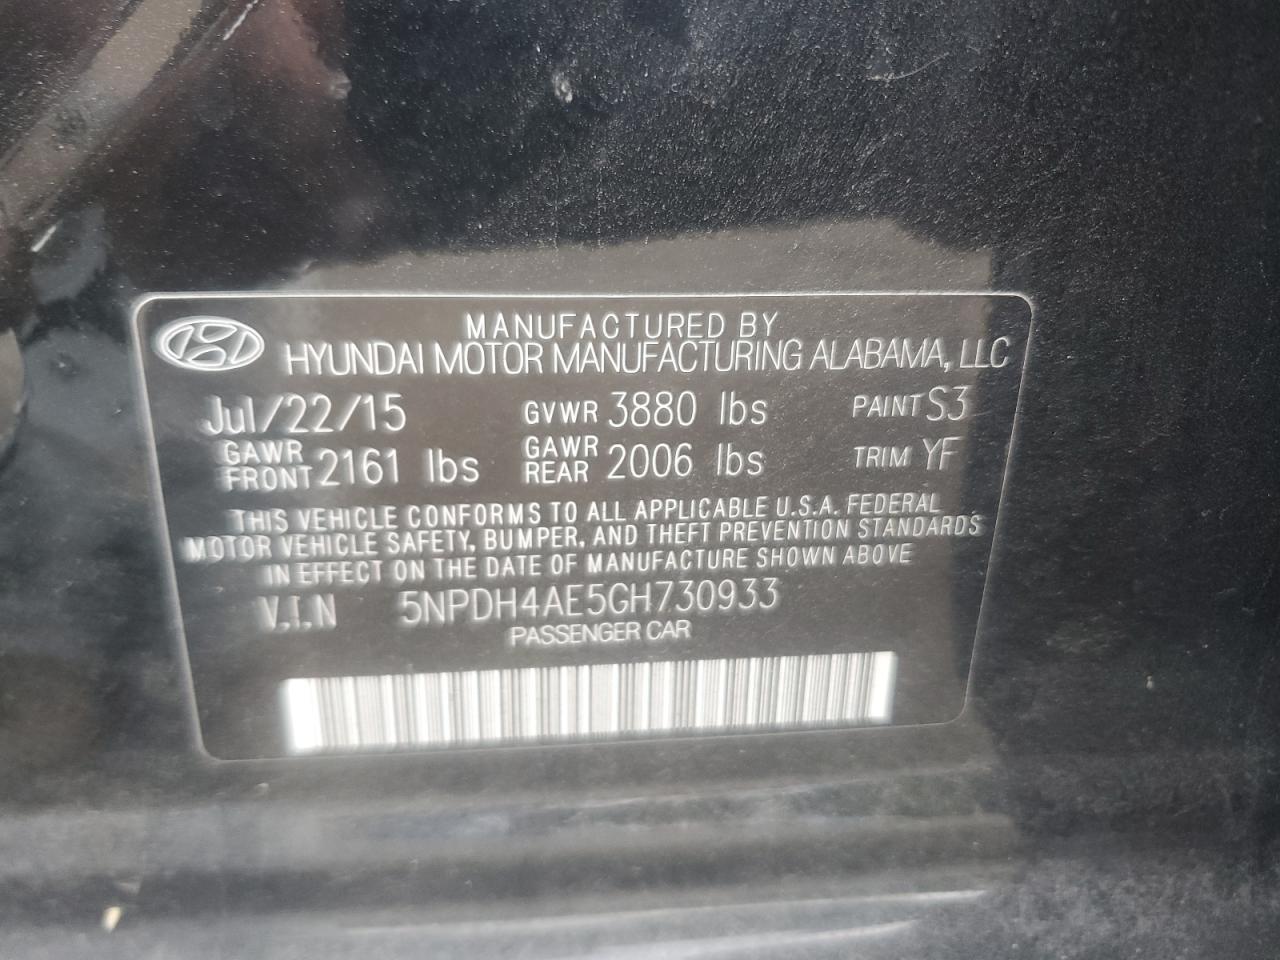 MANUFACTURED BY
HYUNDAI MOTOR MANUFACTURING ALABAMA, LLC
Jul/22/15 GVWR 3880 lbs PAINT S3
GAWR FRONT 2161 lbs GAWR REAR 2006 lbs TRIM YF
THIS VEHICLE CONFORMS TO ALL APPLICABLE U.S.A. FEDERAL
MOTOR VEHICLE SAFETY, BUMPER, AND THEFT PREVENTION STANDARDS
IN EFFECT ON THE DATE OF MANUFACTURE SHOWN ABOVE
V.I.N 5NPDH4AE5GH730933
PASSENGER CAR